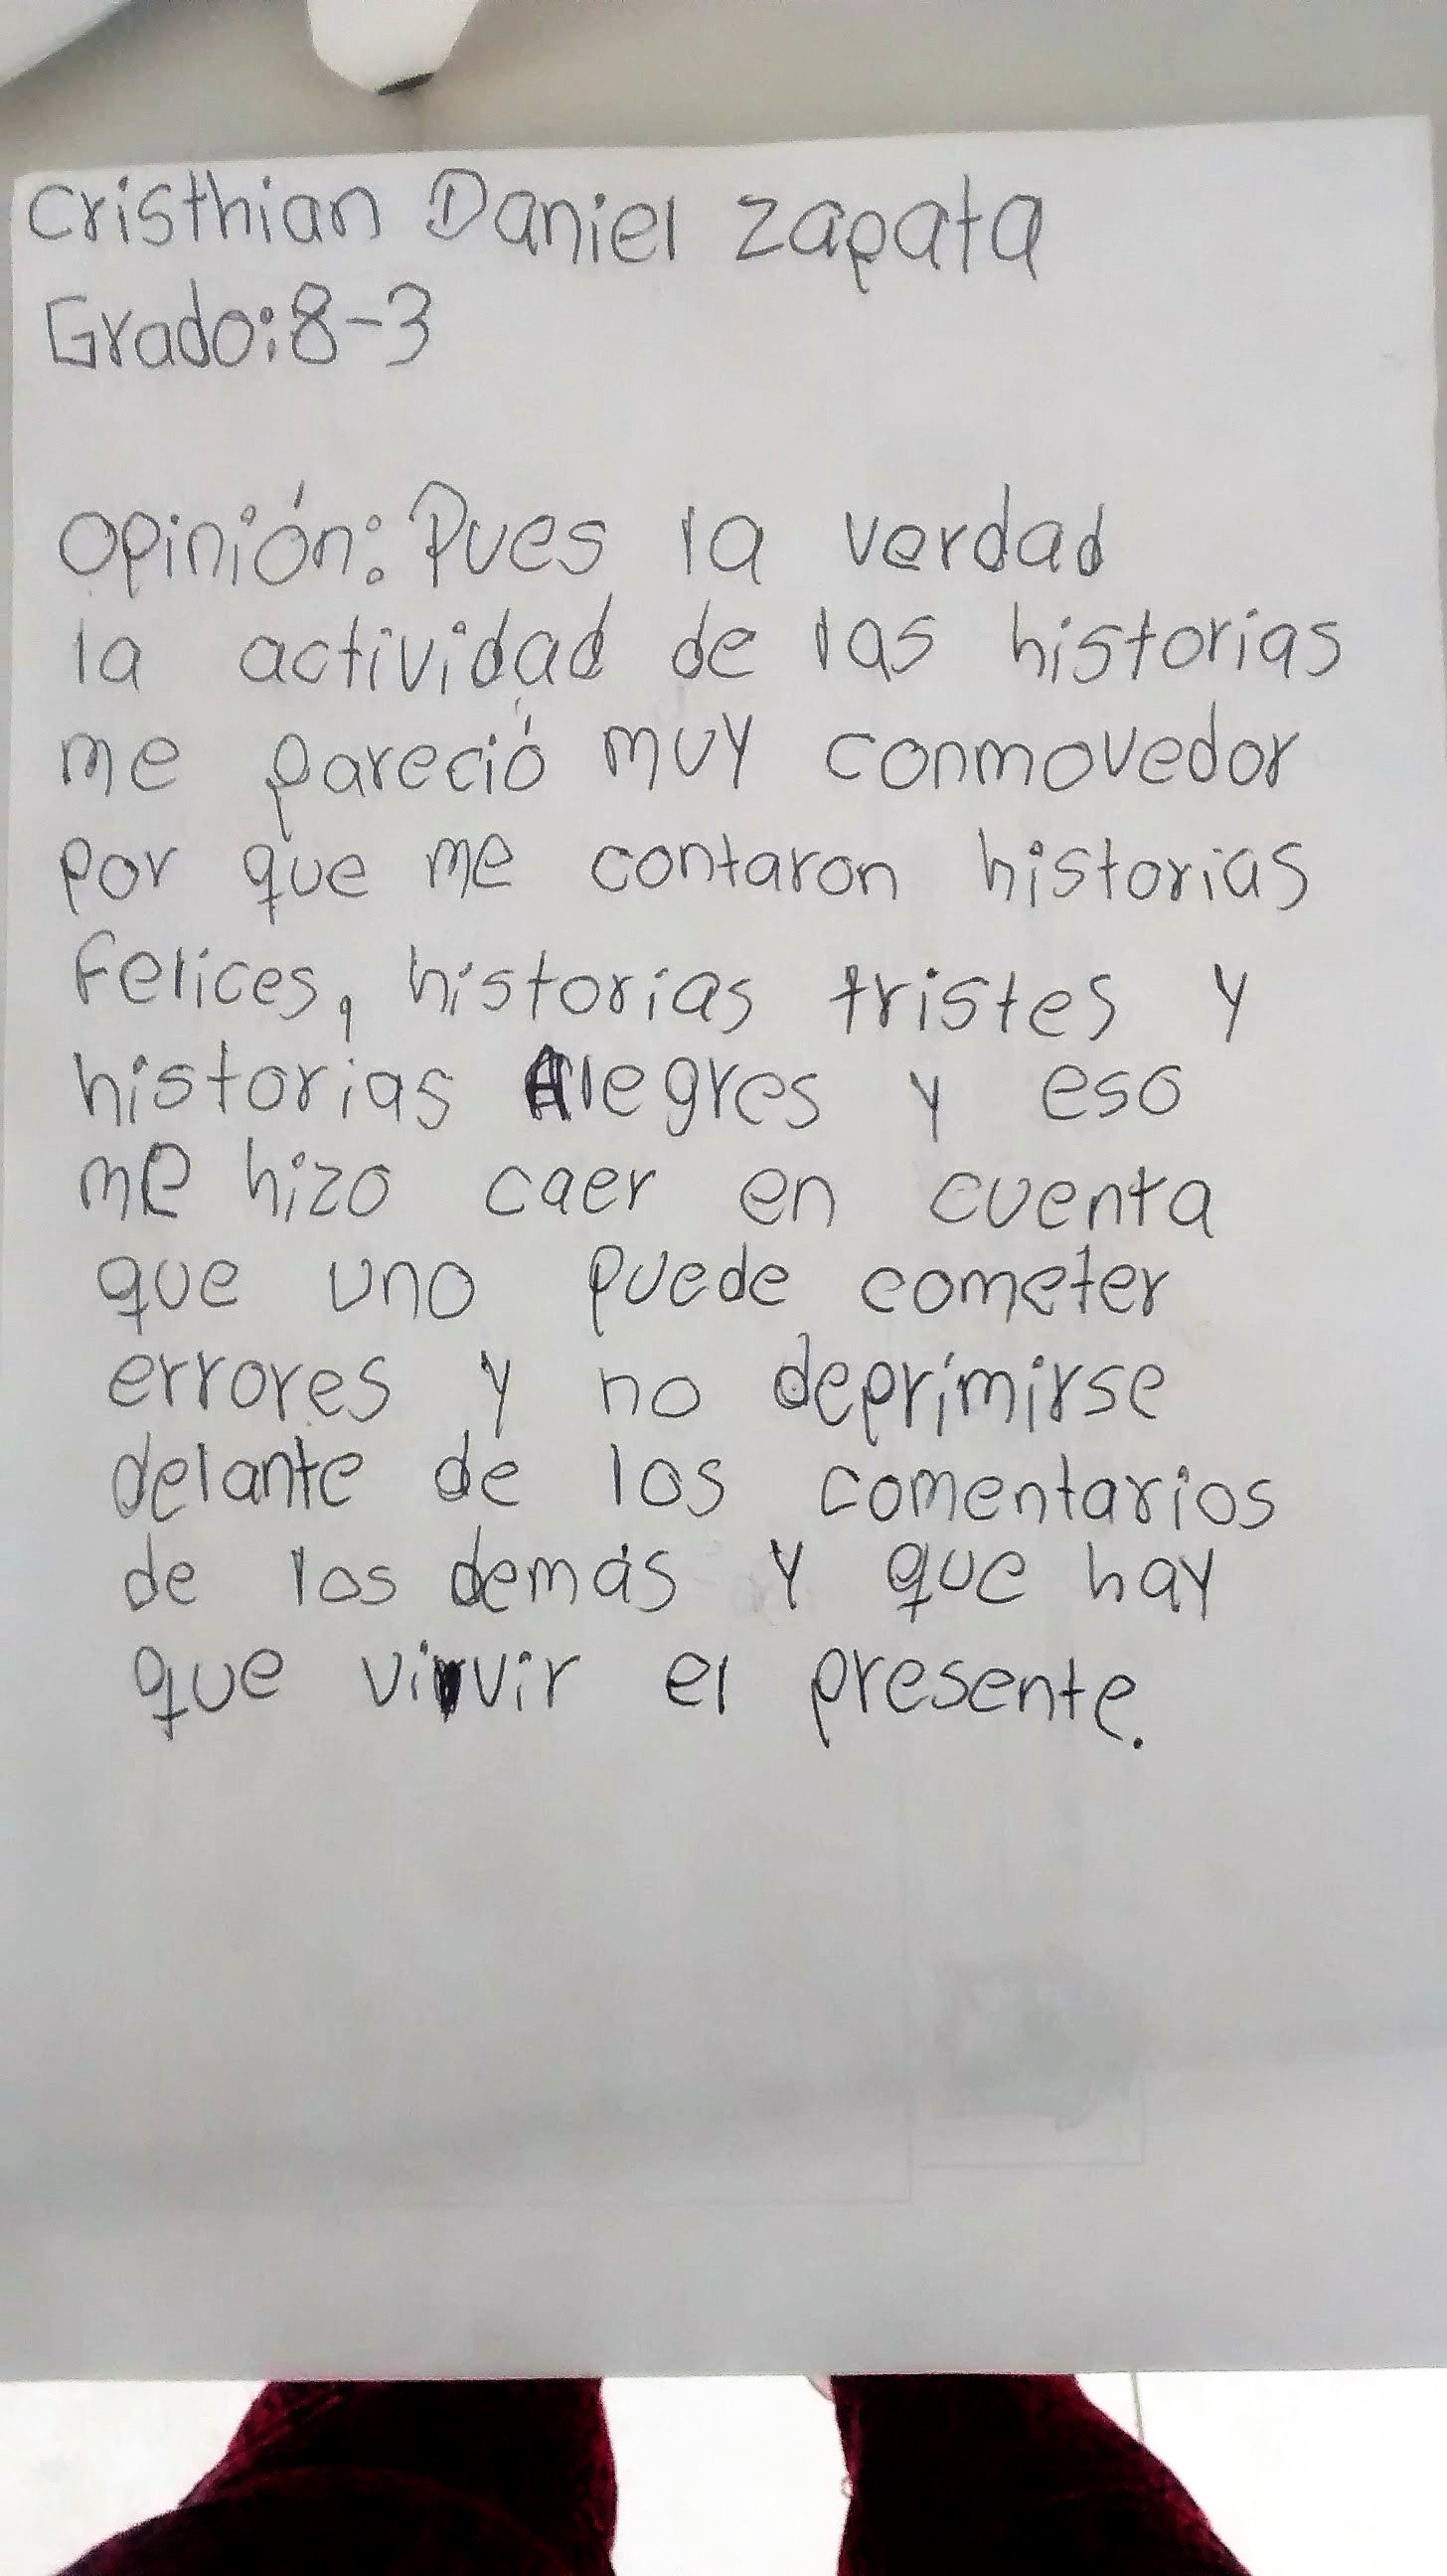 Cristhian Daniel Zapata
Grado: 8-3
Opinión: Pues la verdad
la actividad de las historias
me pareció muy conmovedor
por que me contaron historias
felices, historias tristes y
historias Alegres y eso
me hizo caer en cuenta
que uno puede cometer
errores y no deprimirse
delante de los comentarios
de los demás y que hay
que vivir el presente.